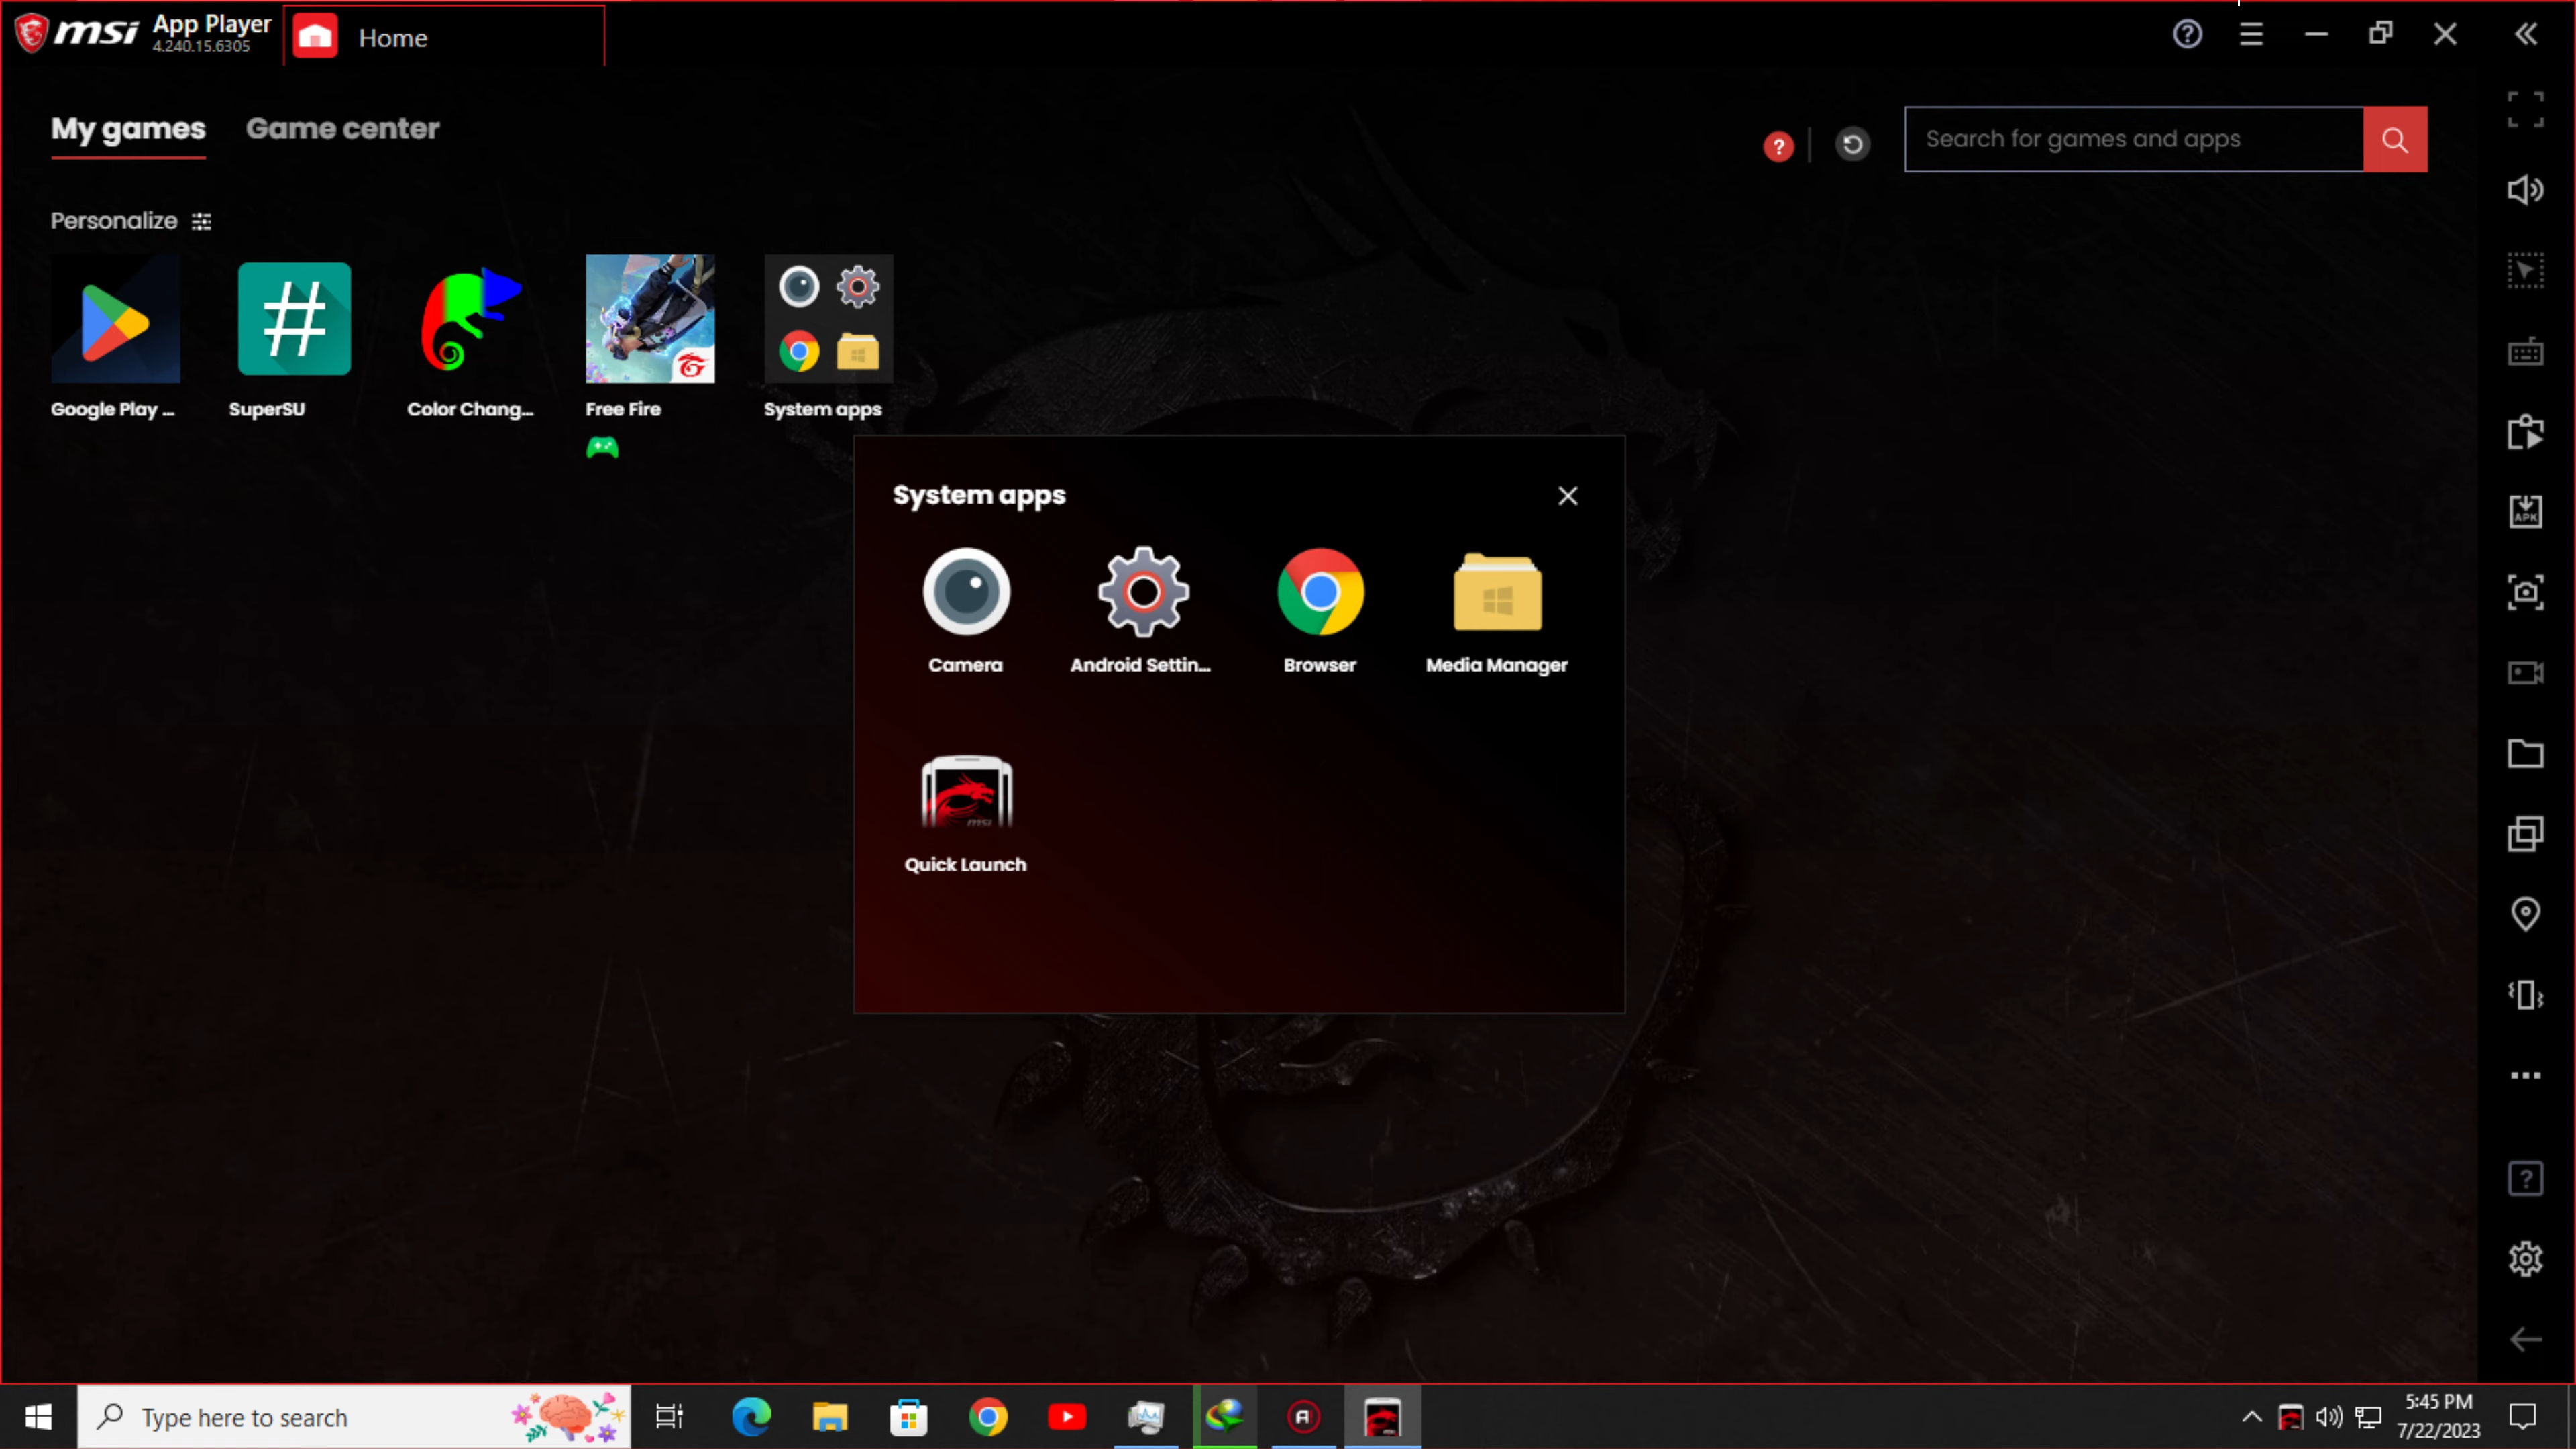 msi App Player
4.240.15.6305
Home
My games
Game center
?
Search for games and apps
Personalize
Google Play ...
SuperSU
Color Chang...
Free Fire
System apps
System apps
Camera
Android Settin...
Browser
Media Manager
msi
Quick Launch
APK
Type here to search
5:45 PM
7/22/2023